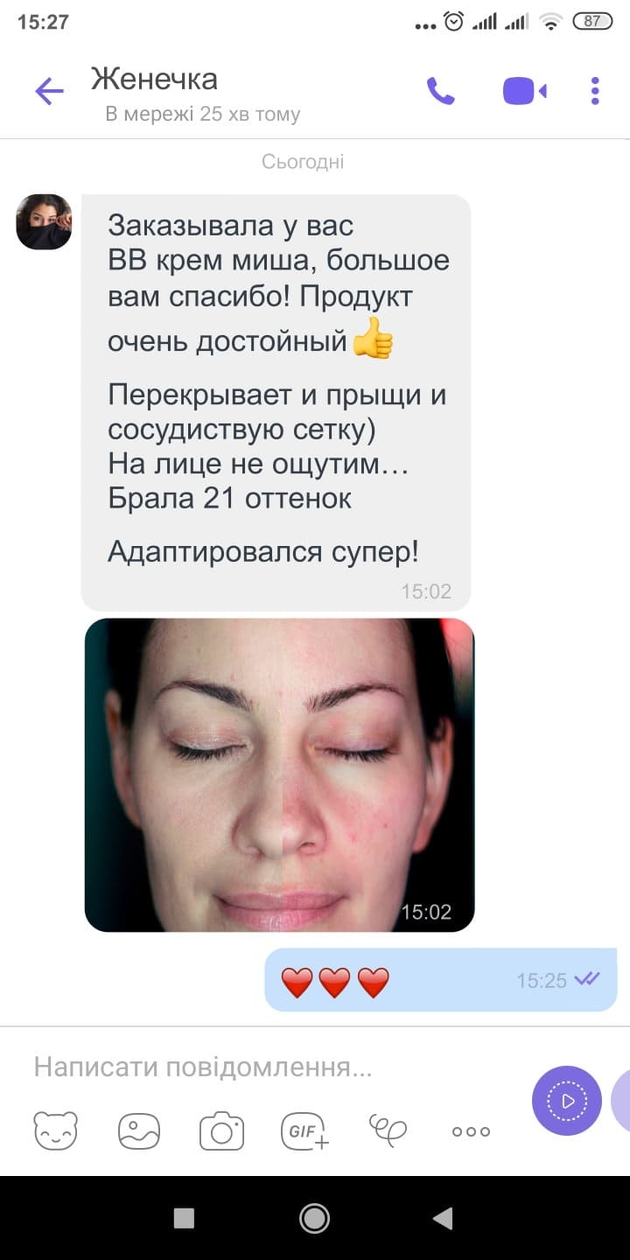 15:27
87
Женечка
В мережі 25 хв тому
Сьогодні
Заказывала у вас
ВВ крем миша, большое
вам спасибо! Продукт
очень достойный👍
Перекрывает и прыщи и
сосудиствую сетку)
На лице не ощутим...
Брала 21 оттенок
Адаптировался супер!
15:02
15:02
❤️❤️❤️ 15:25
Написати повідомлення...
GIF